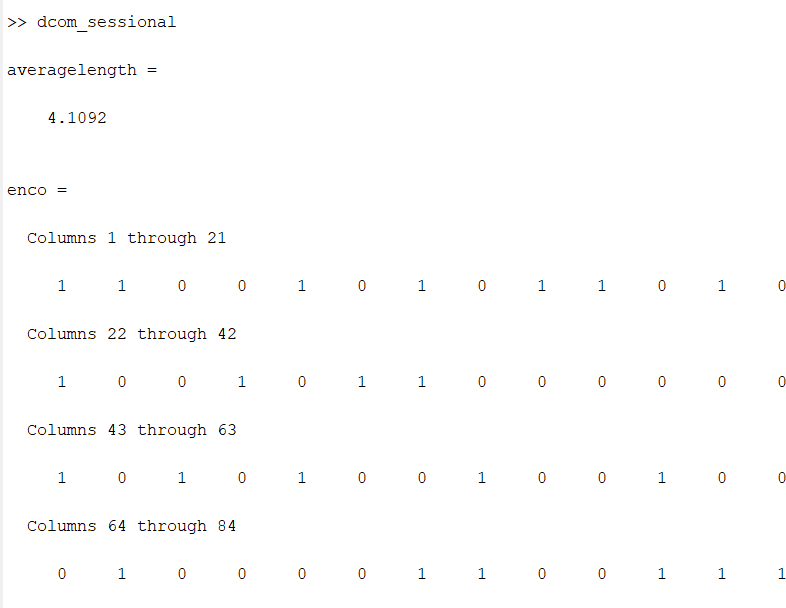 >> dcom_sessional
averagelength =
4.1092
enco =
Columns 1 through 21
1 1 0 0 1 0 1 0 1 1 0 1 0
Columns 22 through 42
1 0 0 1 0 1 1 0 0 0 0 0 0
Columns 43 through 63
1 0 1 0 1 0 0 1 0 0 1 0 0
Columns 64 through 84
0 1 0 0 0 0 1 1 0 0 1 1 1